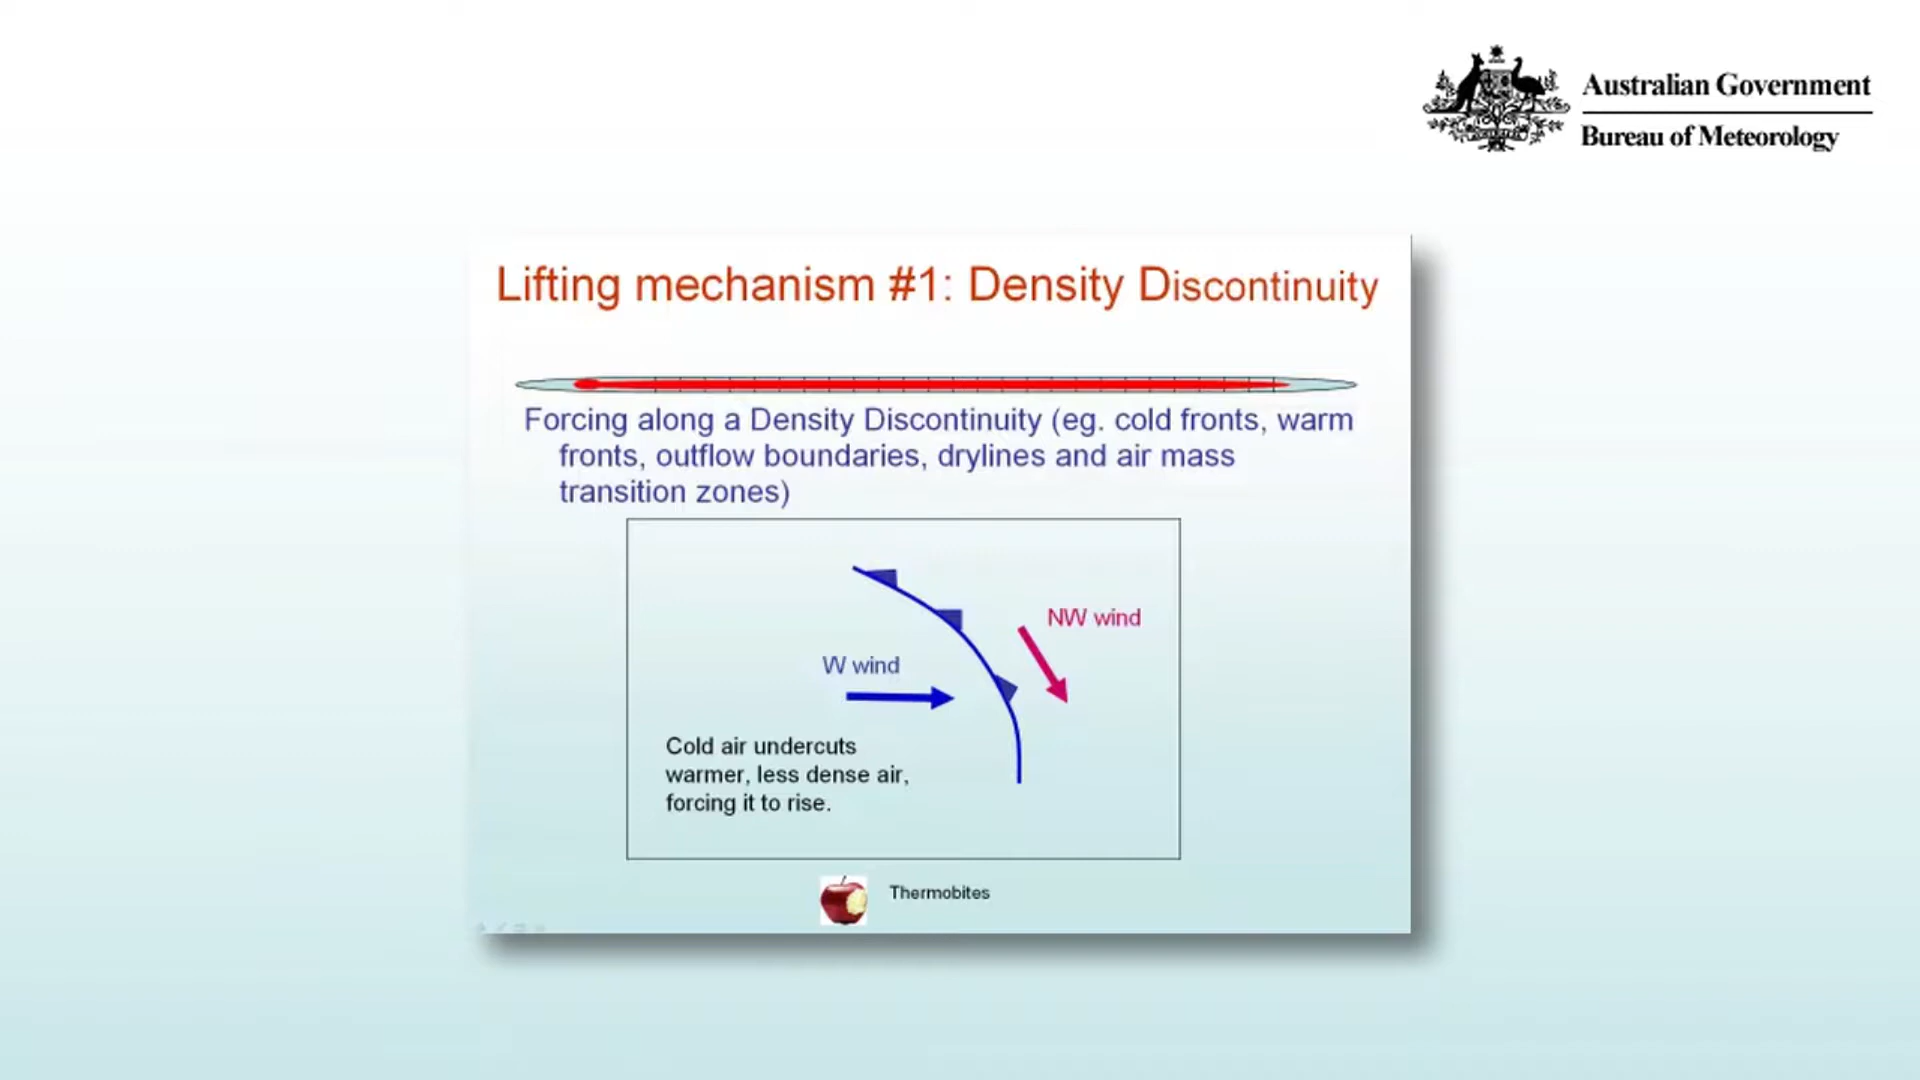 Australian Government
Bureau of Meteorology
Lifting mechanism #1: Density Discontinuity
Forcing along a Density Discontinuity (eg. cold fronts, warm
fronts, outflow boundaries, drylines and air mass
transition zones)
NW wind
W wind
Cold air undercuts
warmer, less dense air,
forcing it to rise.
Thermobites